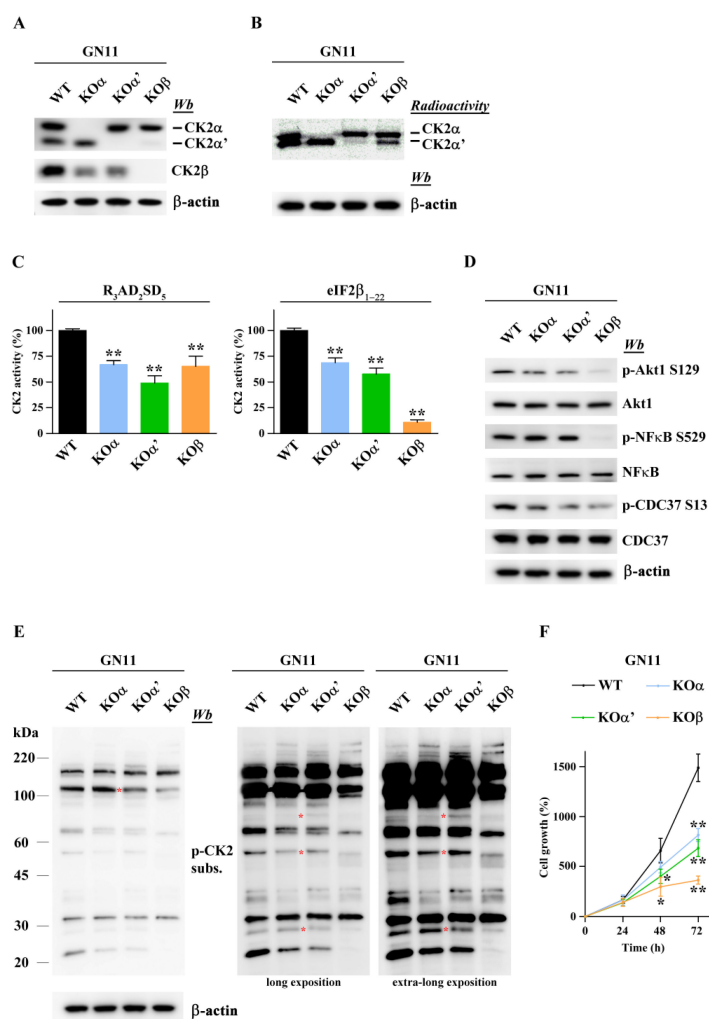 A
GN11
WT KOα KOα’ KOβ
Wb
CK2α
CK2α’
CK2β
β-actin
B
GN11
WT KOα KOα’ KOβ
Radioactivity
CK2α
CK2α’
Wb
β-actin
C
R3AD2SD5
CK2 activity (%)
100
75
50
25
0
** ** **
WT KOα KOα’ KOβ
eIF2β1–22
CK2 activity (%)
100
75
50
25
0
** ** **
WT KOα KOα’ KOβ
D
GN11
WT KOα KOα’ KOβ
Wb
p-Akt1 S129
Akt1
p-NFκB S529
NFκB
p-CDC37 S13
CDC37
β-actin
E
GN11
WT KOα KOα’ KOβ
Wb
kDa
220
100
60
45
30
20
*
p-CK2
subs.
β-actin
GN11
WT KOα KOα’ KOβ
*
*
*
long exposition
GN11
WT KOα KOα’ KOβ
*
*
*
extra-long exposition
F
GN11
WT KOα
KOα’ KOβ
Cell growth (%)
1500
1000
500
0
**
**
*
*
**
0 24 48 72
Time (h)